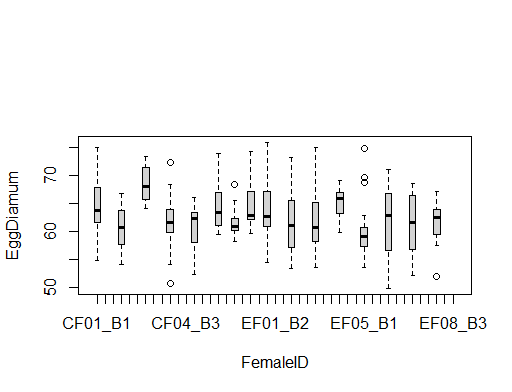 EggDiamum
70
60
50
CF01_B1 CF04_B3 EF01_B2 EF05_B1 EF08_B3
FemaleID